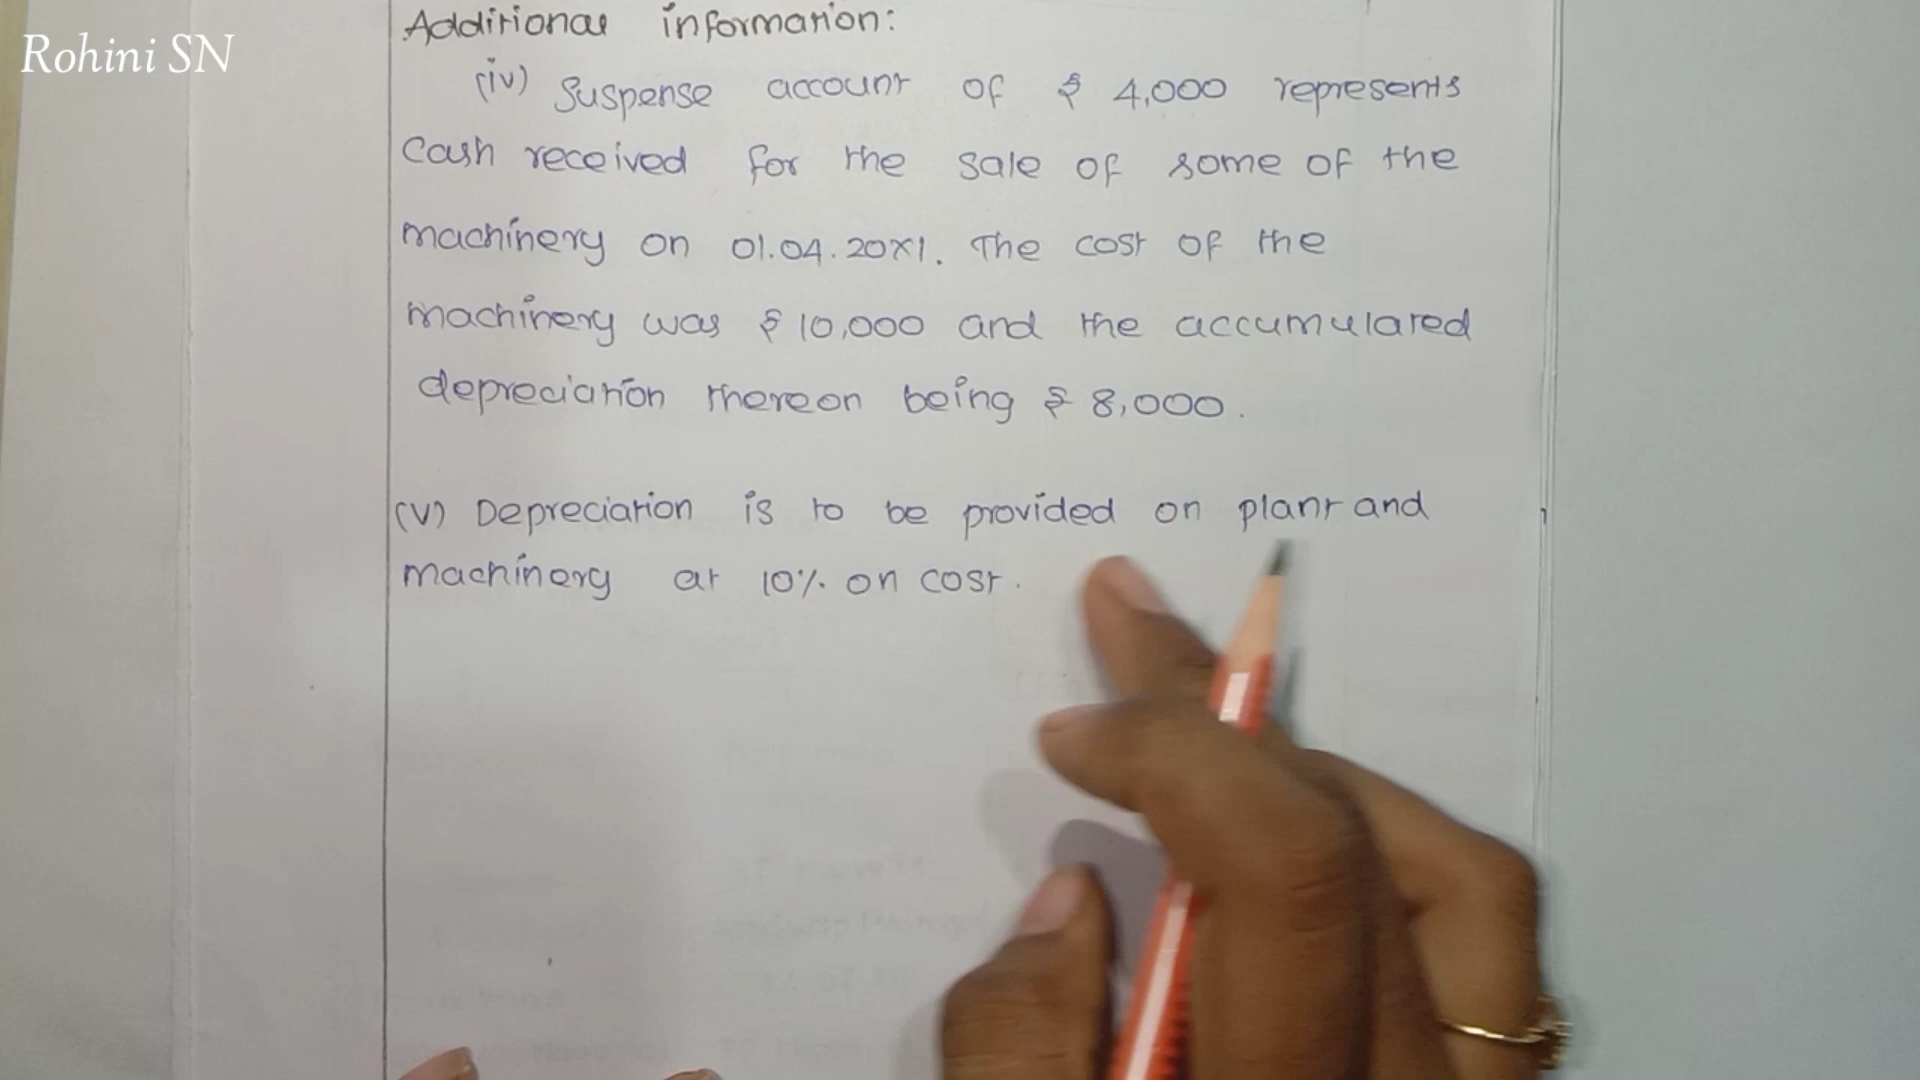 Rohini SN
Additional information:
(iv) Suspense account of ₹ 4,000 represents
Cash received for the sale of some of the
machinery on 01.04.20X1. The cost of the
machinery was ₹ 10,000 and the accumulated
depreciation thereon being ₹ 8,000.
(V) Depreciation is to be provided on plant and
machinery at 10% on cost.